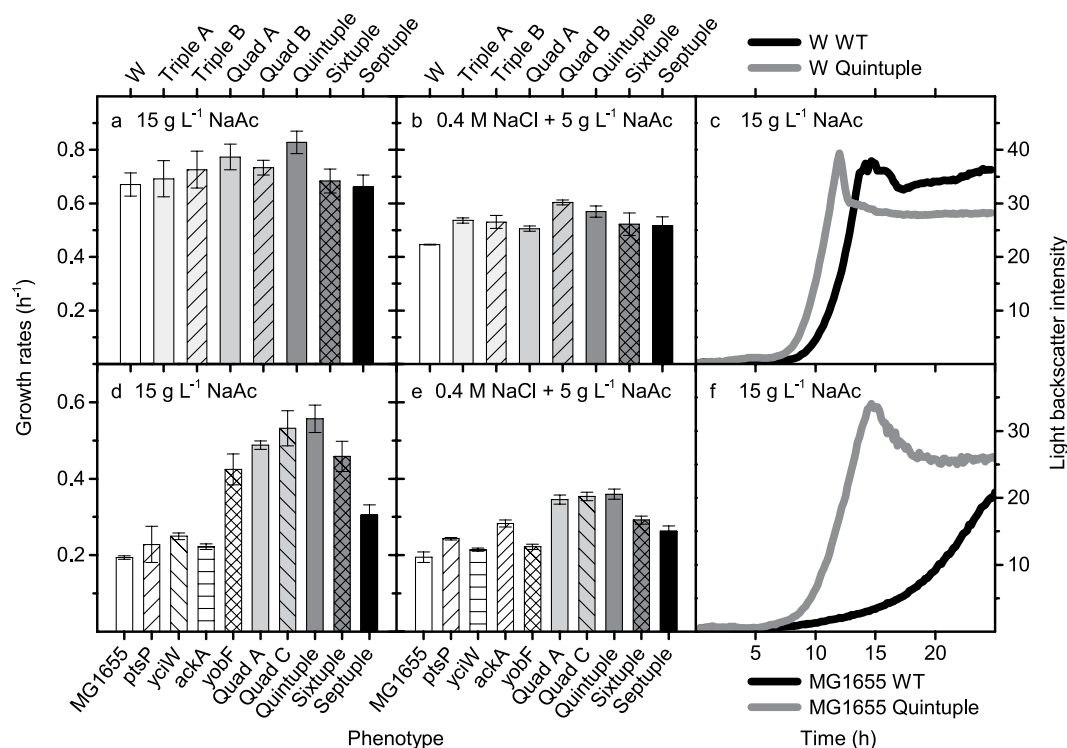 W
Triple A
Triple B
Quad A
Quad B
Quintuple
Sixtuple
Septuple
W
Triple A
Triple B
Quad A
Quad B
Quintuple
Sixtuple
Septuple
W WT
W Quintuple
a 15 g L⁻¹ NaAc
b 0.4 M NaCl + 5 g L⁻¹ NaAc
c 15 g L⁻¹ NaAc
0.8
0.6
0.4
0.2
40
30
20
10
Growth rates (h⁻¹)
Light backscatter intensity
d 15 g L⁻¹ NaAc
e 0.4 M NaCl + 5 g L⁻¹ NaAc
f 15 g L⁻¹ NaAc
0.6
0.4
0.2
30
20
10
5
10
15
20
MG1655
ptsP
yciW
ackA
yobF
Quad A
Quad C
Quintuple
Sixtuple
Septuple
MG1655
ptsP
yciW
ackA
yobF
Quad A
Quad C
Quintuple
Sixtuple
Septuple
MG1655 WT
MG1655 Quintuple
Phenotype
Time (h)